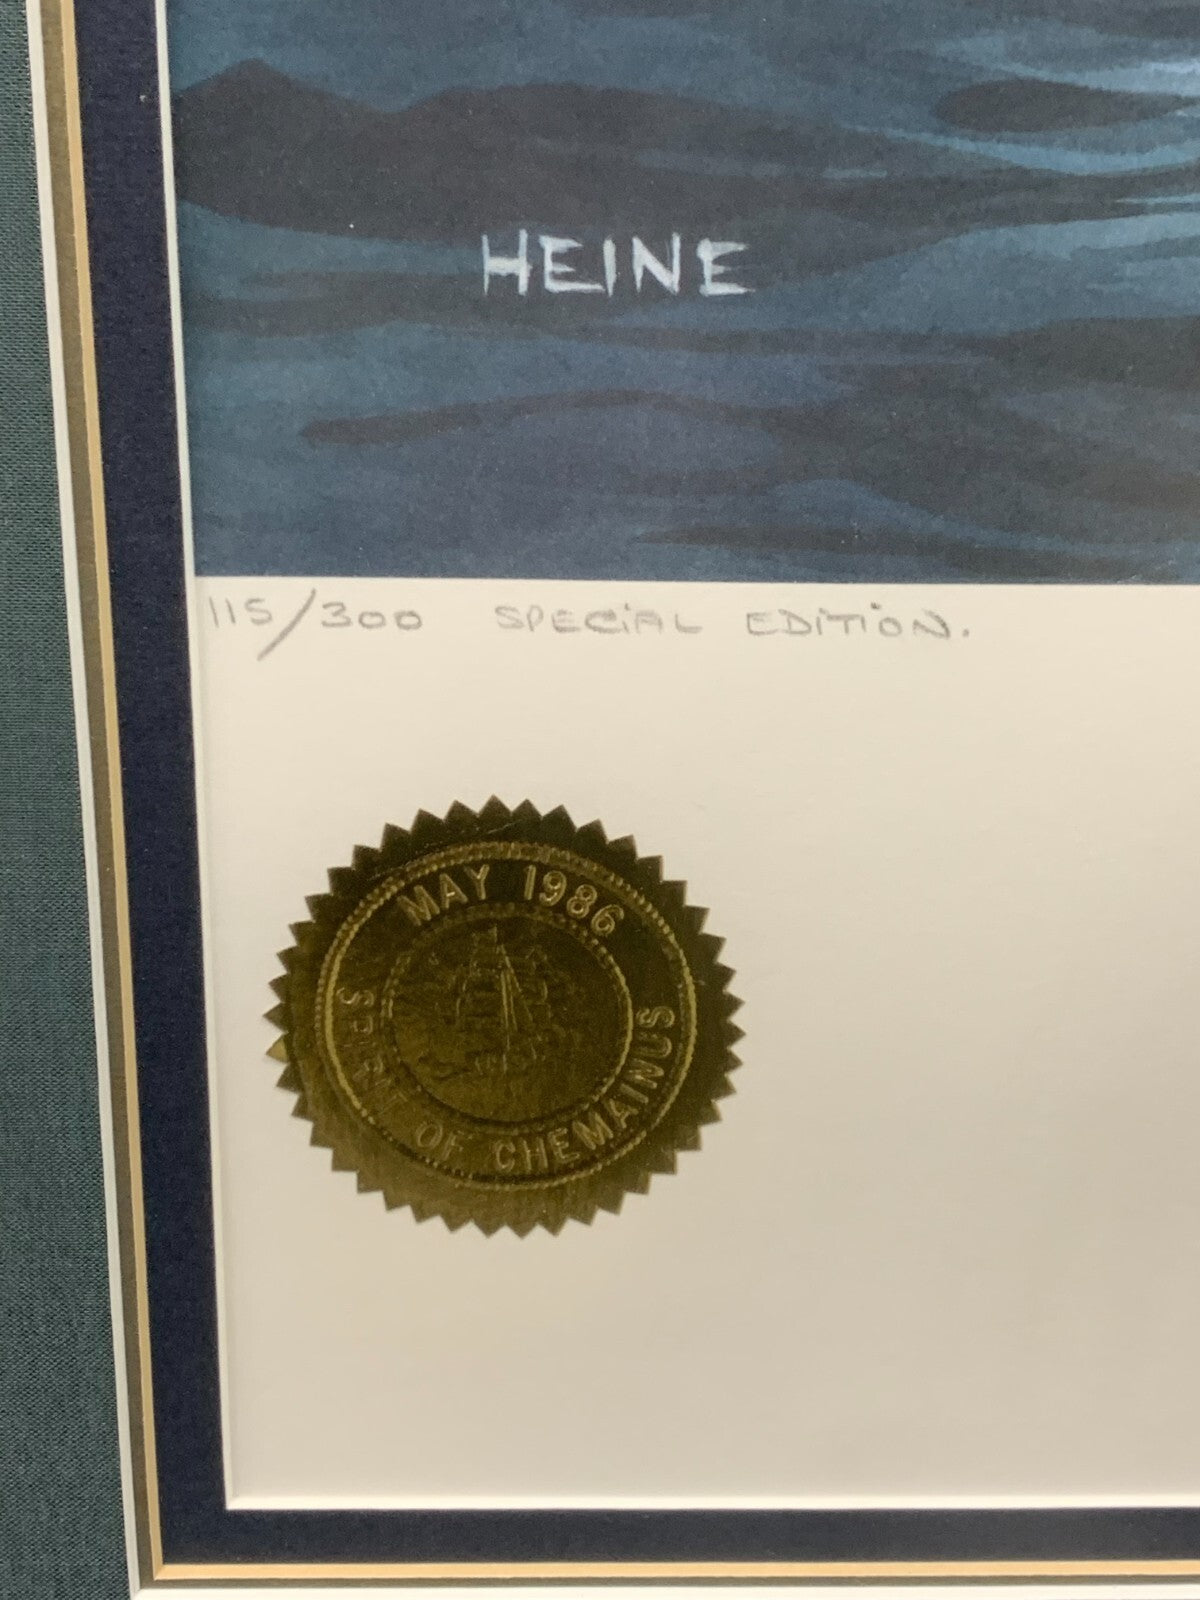 HEINE
115/300 SPECIAL EDITION.
MAY 1986
SPIRIT OF CHEMAINUS